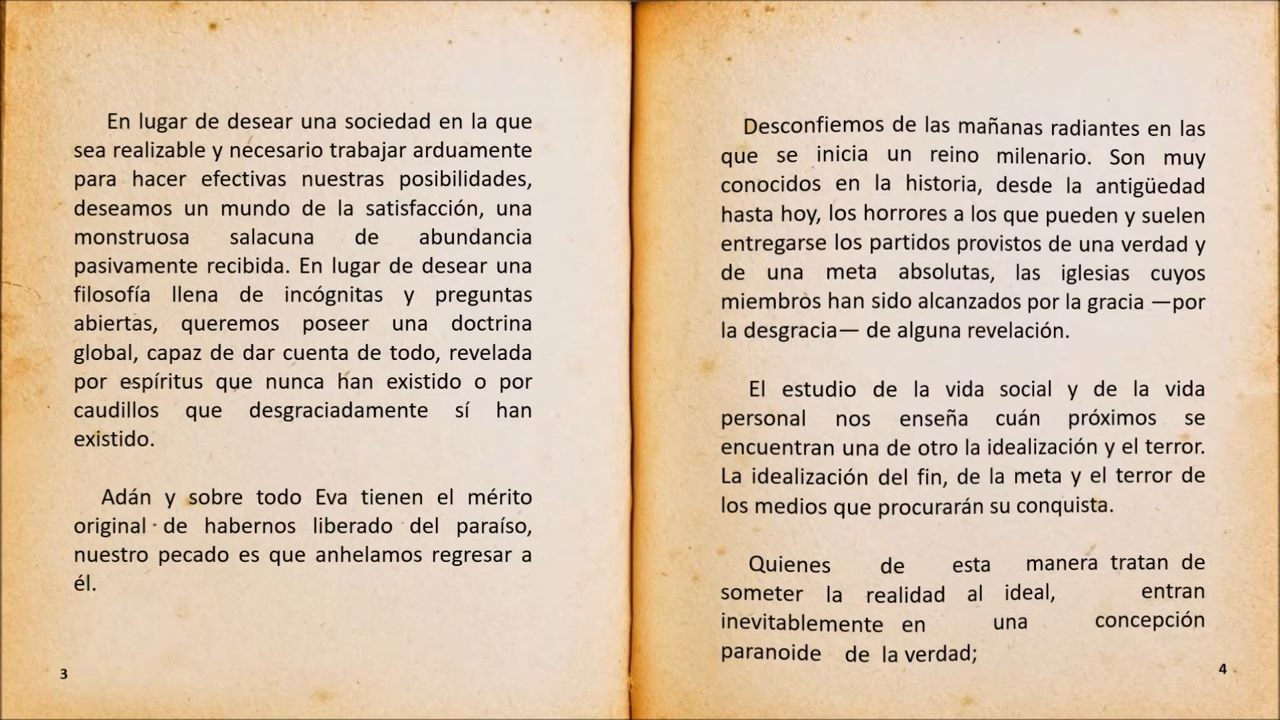 En lugar de desear una sociedad en la que
sea realizable y necesario trabajar arduamente
para hacer efectivas nuestras posibilidades,
deseamos un mundo de la satisfacción, una
monstruosa salacuna de abundancia
pasivamente recibida. En lugar de desear una
filosofía llena de incógnitas y preguntas
abiertas, queremos poseer una doctrina
global, capaz de dar cuenta de todo, revelada
por espíritus que nunca han existido o por
caudillos que desgraciadamente sí han
existido.
Adán y sobre todo Eva tienen el mérito
original de habernos liberado del paraíso,
nuestro pecado es que anhelamos regresar a
él.
3
Desconfiemos de las mañanas radiantes en las
que se inicia un reino milenario. Son muy
conocidos en la historia, desde la antigüedad
hasta hoy, los horrores a los que pueden y suelen
entregarse los partidos provistos de una verdad y
de una meta absolutas, las iglesias cuyos
miembros han sido alcanzados por la gracia —por
la desgracia— de alguna revelación.
El estudio de la vida social y de la vida
personal nos enseña cuán próximos se
encuentran una de otro la idealización y el terror.
La idealización del fin, de la meta y el terror de
los medios que procurarán su conquista.
Quienes de esta manera tratan de
someter la realidad al ideal, entran
inevitablemente en una concepción
paranoide de la verdad;
4